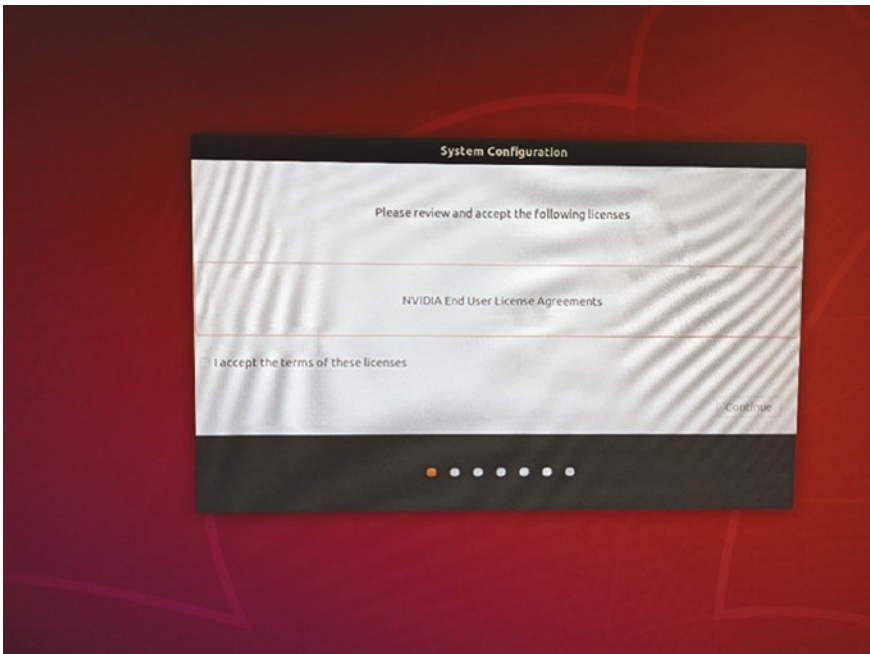 System Configuration
Please review and accept the following licenses
NVIDIA End User License Agreements
I accept the terms of these licenses
Continue